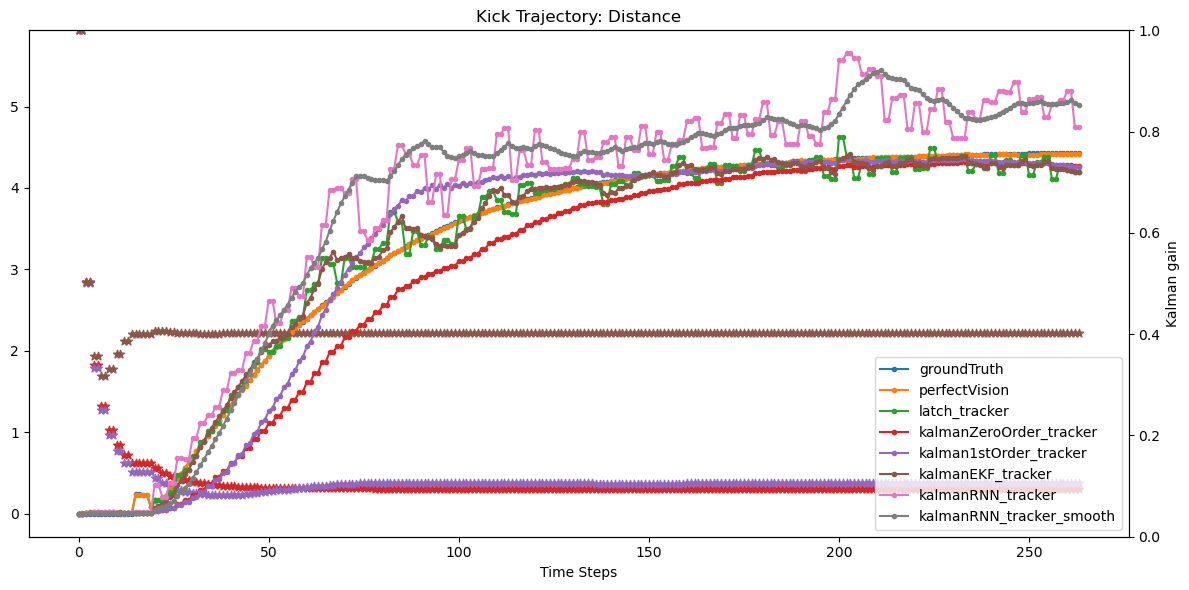 Kick Trajectory: Distance
5
4
3
2
1
0
1.0
0.8
0.6
0.4
0.2
0.0
Kalman gain
groundTruth
perfectVision
latch_tracker
kalmanZeroOrder_tracker
kalman1stOrder_tracker
kalmanEKF_tracker
kalmanRNN_tracker
kalmanRNN_tracker_smooth
0 50 100 150 200 250
Time Steps